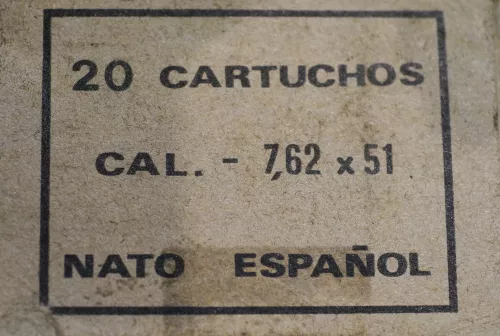 20 CARTUCHOS
CAL. - 7,62 x 51
NATO ESPAÑOL